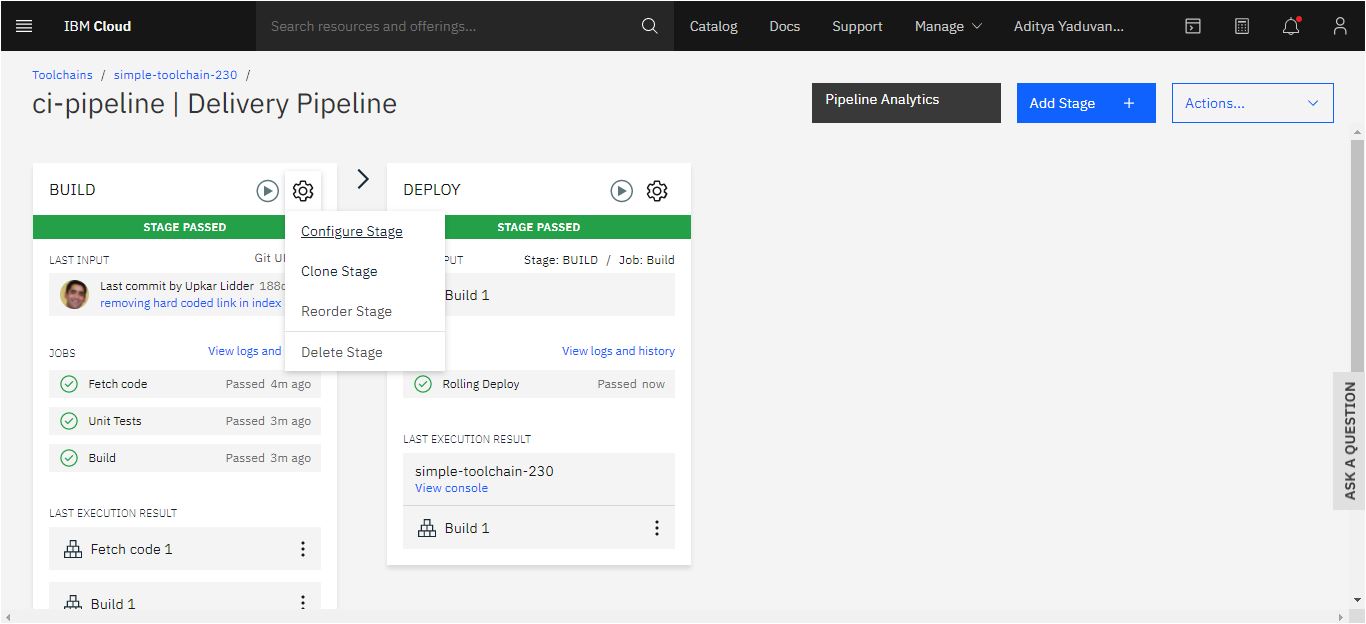 IBM Cloud
Search resources and offerings...
Catalog
Docs
Support
Manage
Aditya Yaduvan...
Toolchains / simple-toolchain-230 /
ci-pipeline | Delivery Pipeline
Pipeline Analytics
Add Stage +
Actions...
BUILD
STAGE PASSED
Configure Stage
Clone Stage
Reorder Stage
Delete Stage
LAST INPUT
Git
Last commit by Upkar Lidder
removing hard coded link in index
JOBS
View logs and
Fetch code Passed 4m ago
Unit Tests Passed 3m ago
Build Passed 3m ago
LAST EXECUTION RESULT
Fetch code 1
Build 1
DEPLOY
STAGE PASSED
Stage: BUILD / Job: Build
Build 1
View logs and history
Rolling Deploy Passed now
LAST EXECUTION RESULT
simple-toolchain-230
View console
Build 1
ASK A QUESTION